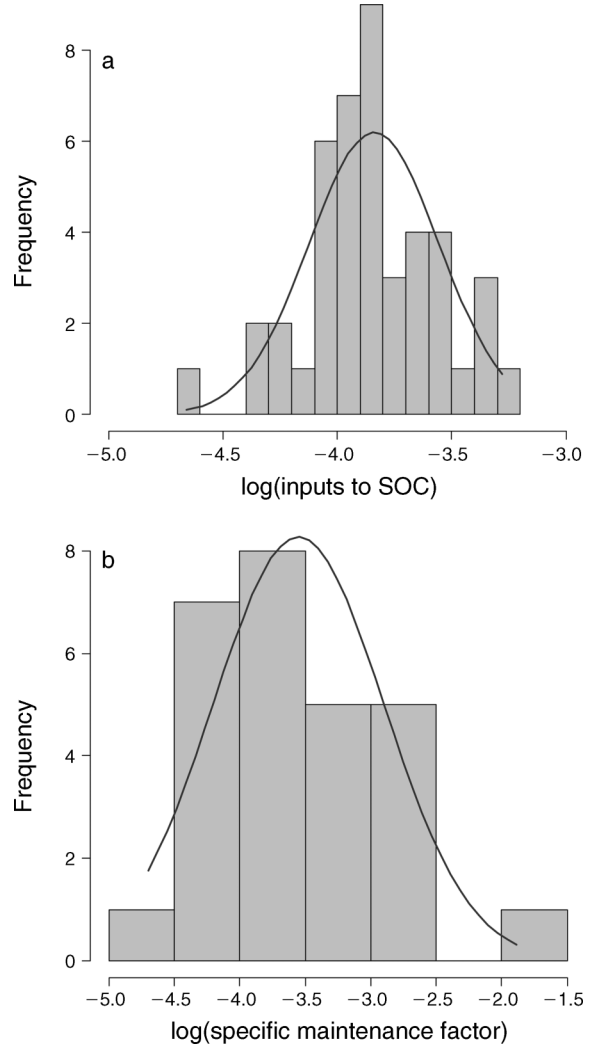 a
Frequency
8
6
4
2
0
−5.0 −4.5 −4.0 −3.5 −3.0
log(inputs to SOC)
b
Frequency
8
6
4
2
0
−5.0 −4.5 −4.0 −3.5 −3.0 −2.5 −2.0 −1.5
log(specific maintenance factor)